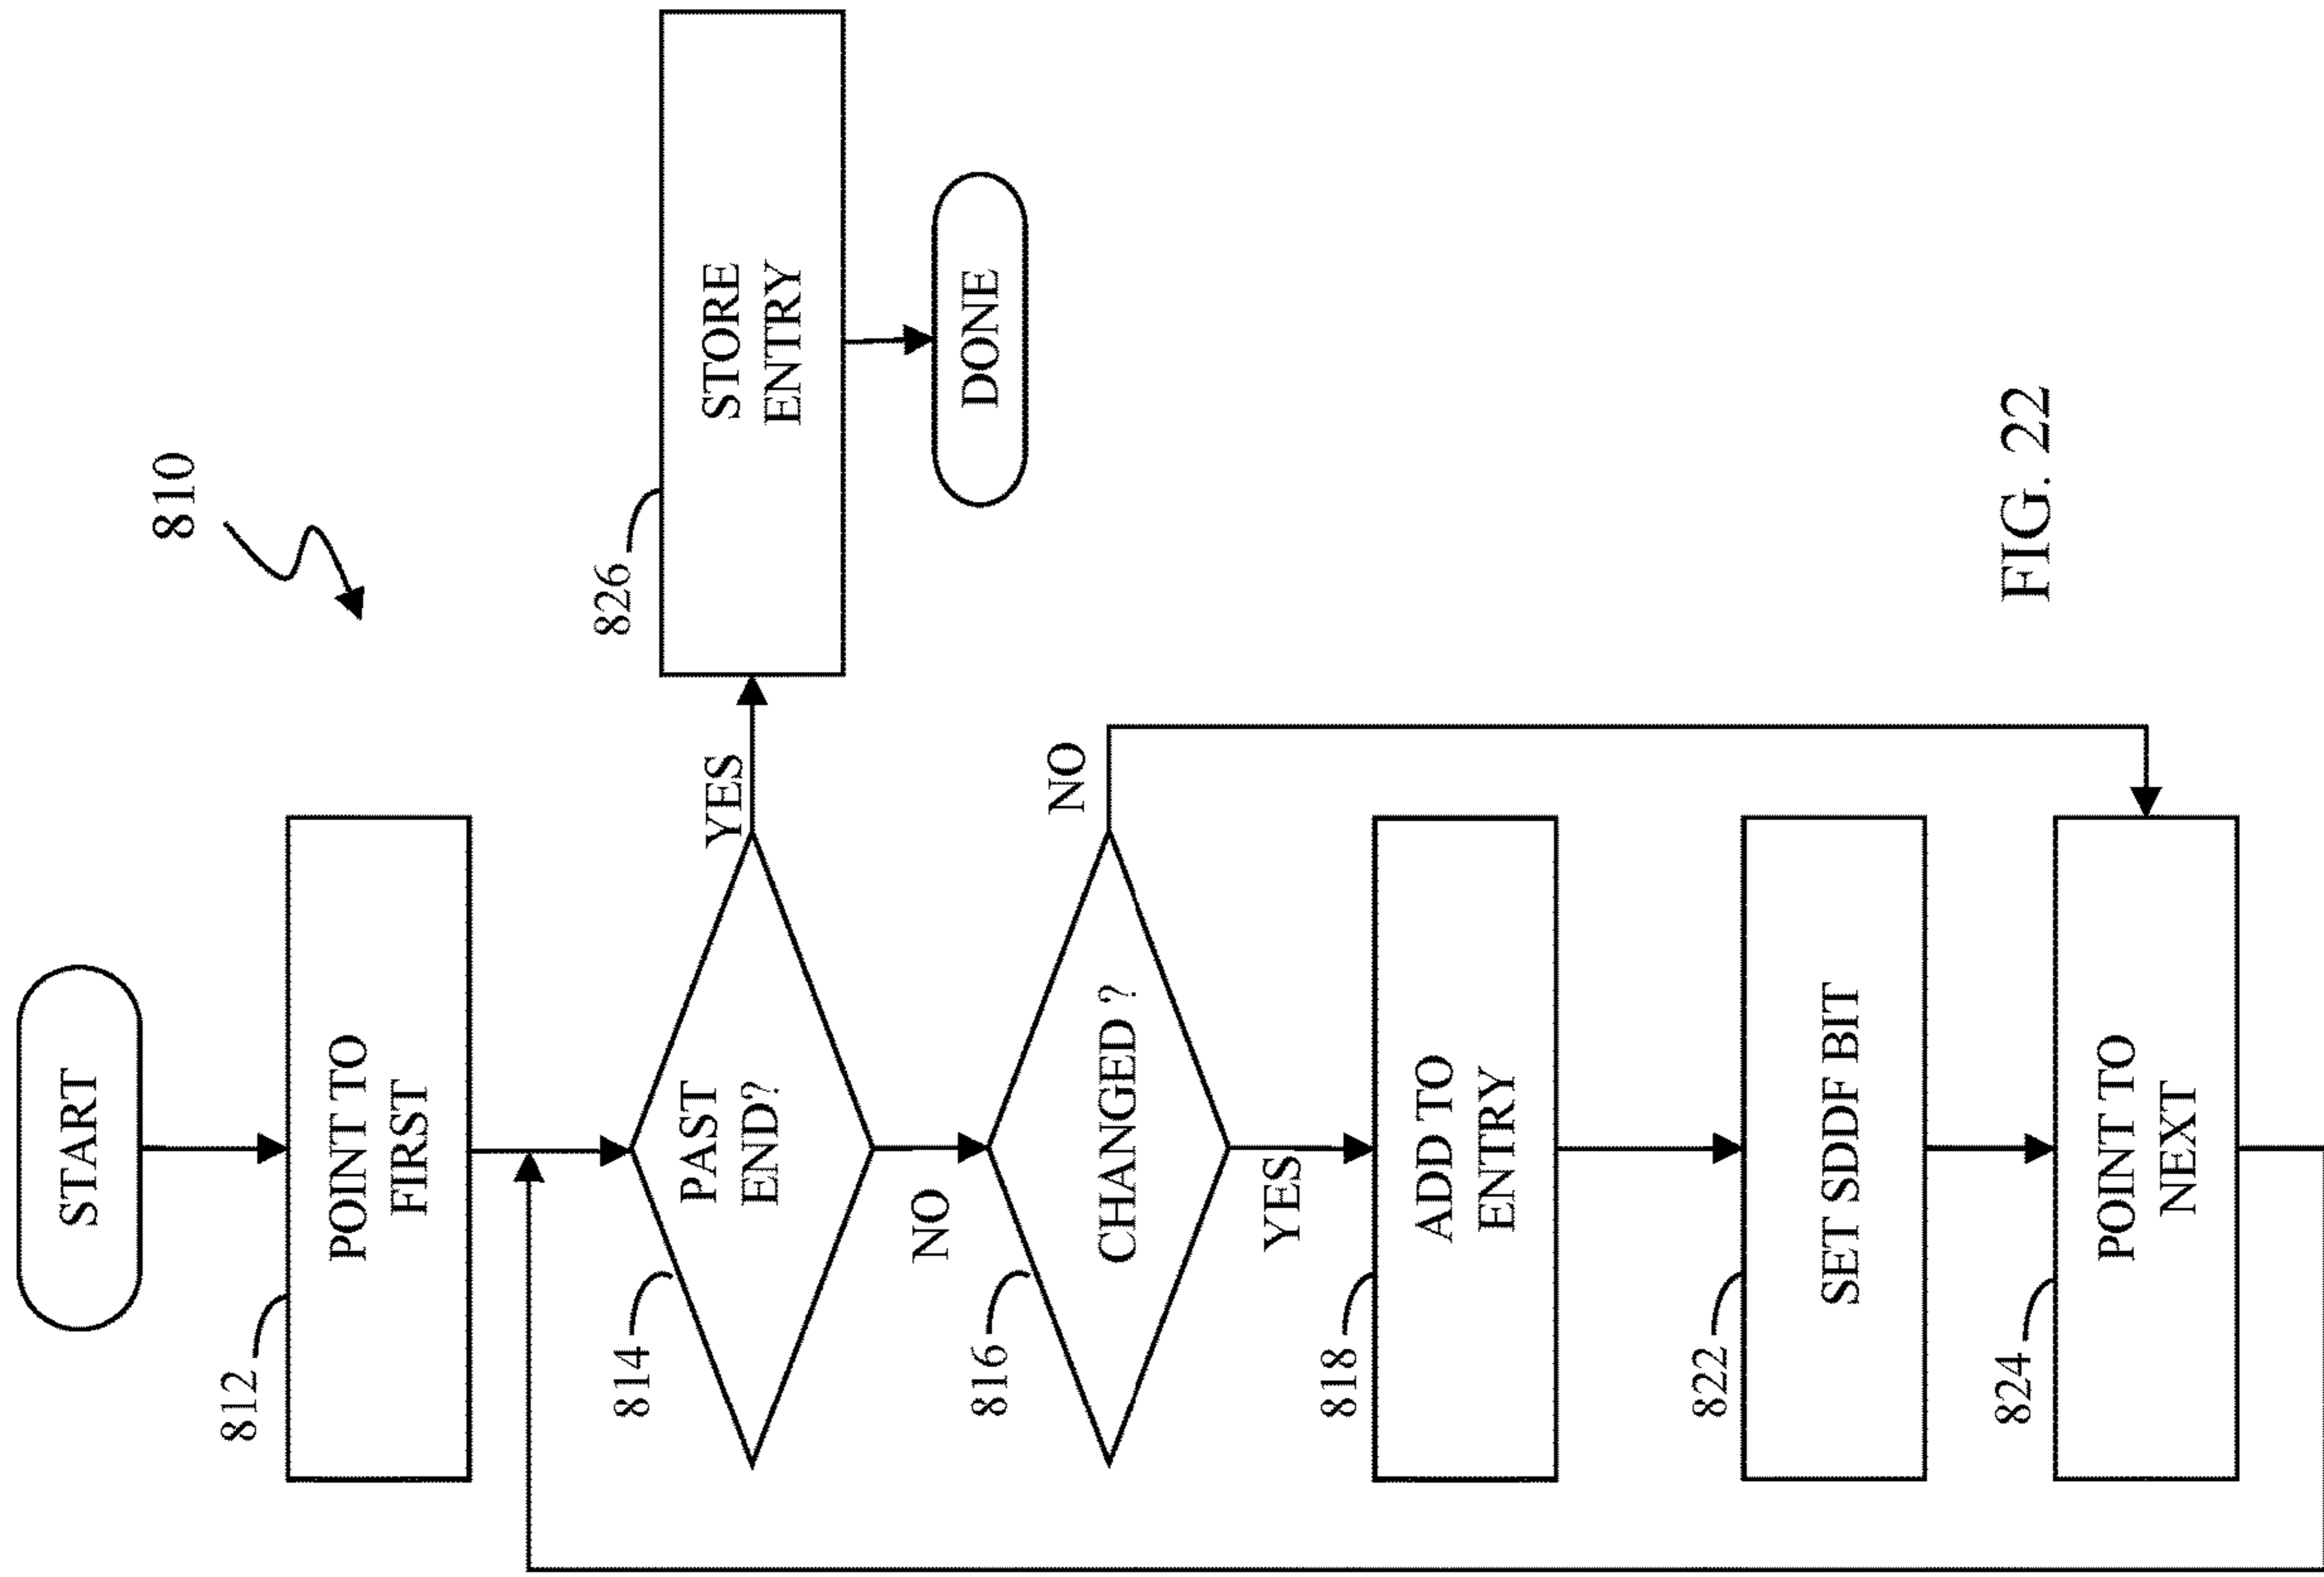 810
START
812
POINT TO
FIRST
814
PAST
END?
YES
826
STORE
ENTRY
DONE
NO
816
CHANGED ?
NO
YES
818
ADD TO
ENTRY
822
SET SDDF BIT
824
POINT TO
NEXT
FIG. 22